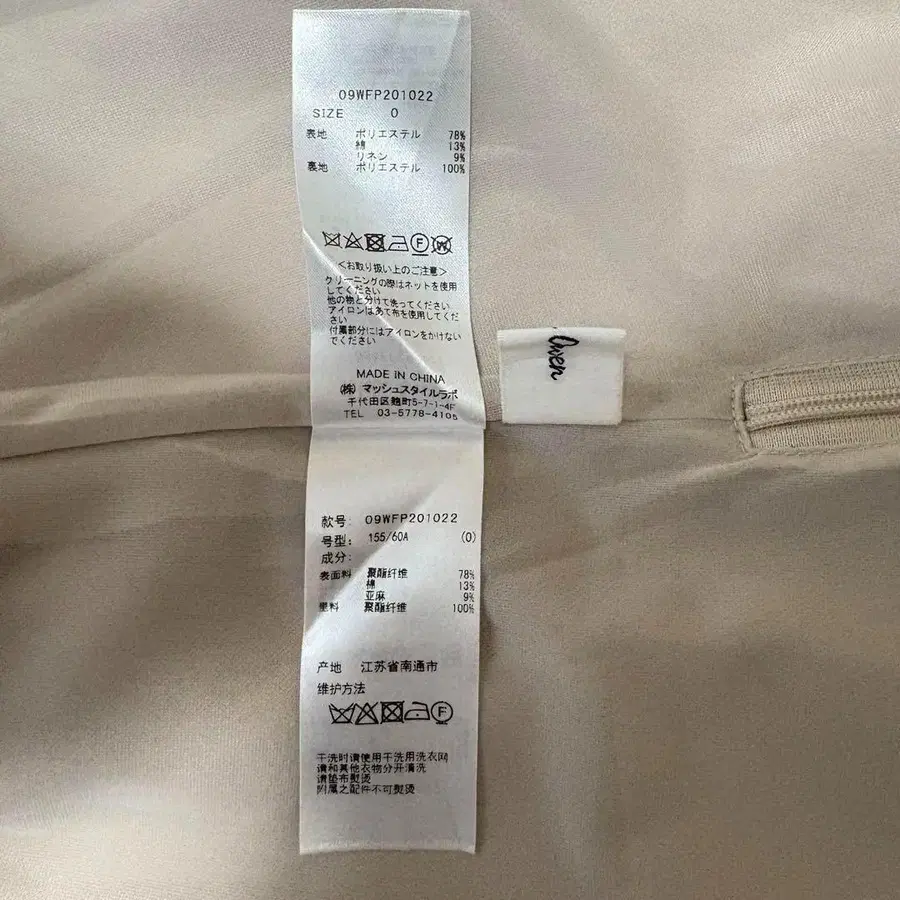 09WFP201022
SIZE 0
表地 ポリエステル 78%
綿 13%
リネン 9%
裏地 ポリエステル 100%
W
F
<お取り扱い上のご注意>
クリーニングの際はネットを使用
してください
他の物と分けて洗ってください
アイロンはあて布を使用してくだ
さい
付属部分にはアイロンをかけない
でください
MADE IN CHINA
(株) マッシュスタイルラボ
千代田区麹町5-7-1-4F
TEL 03-5778-4105
款号: 09WFP201022
号型: 155/60A (0)
成分:
表面料 聚酯纤维 78%
棉 13%
亚麻 9%
里料 聚酯纤维 100%
产地 江苏省南通市
维护方法
F
干洗时请使用干洗用洗衣网
请和其他衣物分开清洗
请垫布熨烫
附属之配件不可熨烫